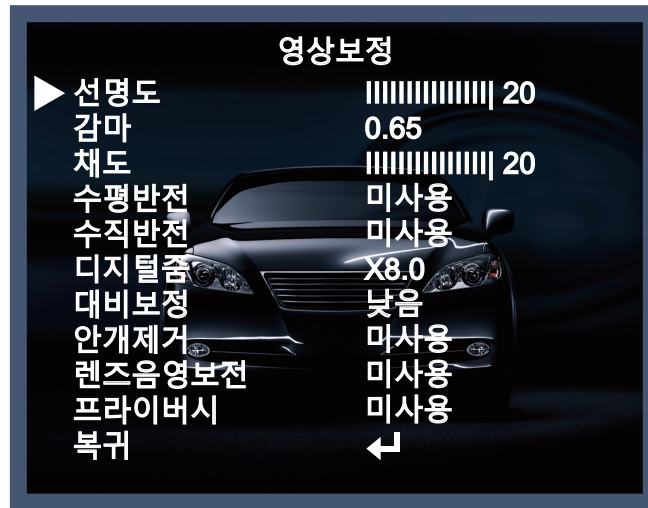 영상보정
선명도 IIIIIIIIIIIIIII| 20
감마 0.65
채도 IIIIIIIIIIIIIII| 20
수평반전 미사용
수직반전 미사용
디지털줌 X8.0
대비보정 낮음
안개제거 미사용
렌즈음영보전 미사용
프라이버시 미사용
복귀 ↵